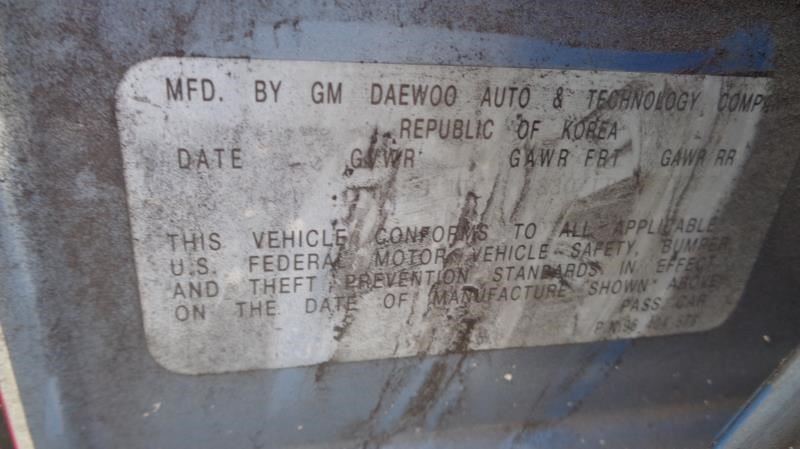 MFD. BY GM DAEWOO AUTO & TECHNOLOGY
REPUBLIC OF KOREA
DATE GVWR GAWR FRT GAWR RR
THIS VEHICLE CONFORMS TO ALL APPLICABLE
U.S. FEDERAL MOTOR VEHICLE SAFETY, BUMPER,
AND THEFT PREVENTION STANDARDS IN EFFECT
ON THE DATE OF MANUFACTURE SHOWN ABOVE
PASS CAR